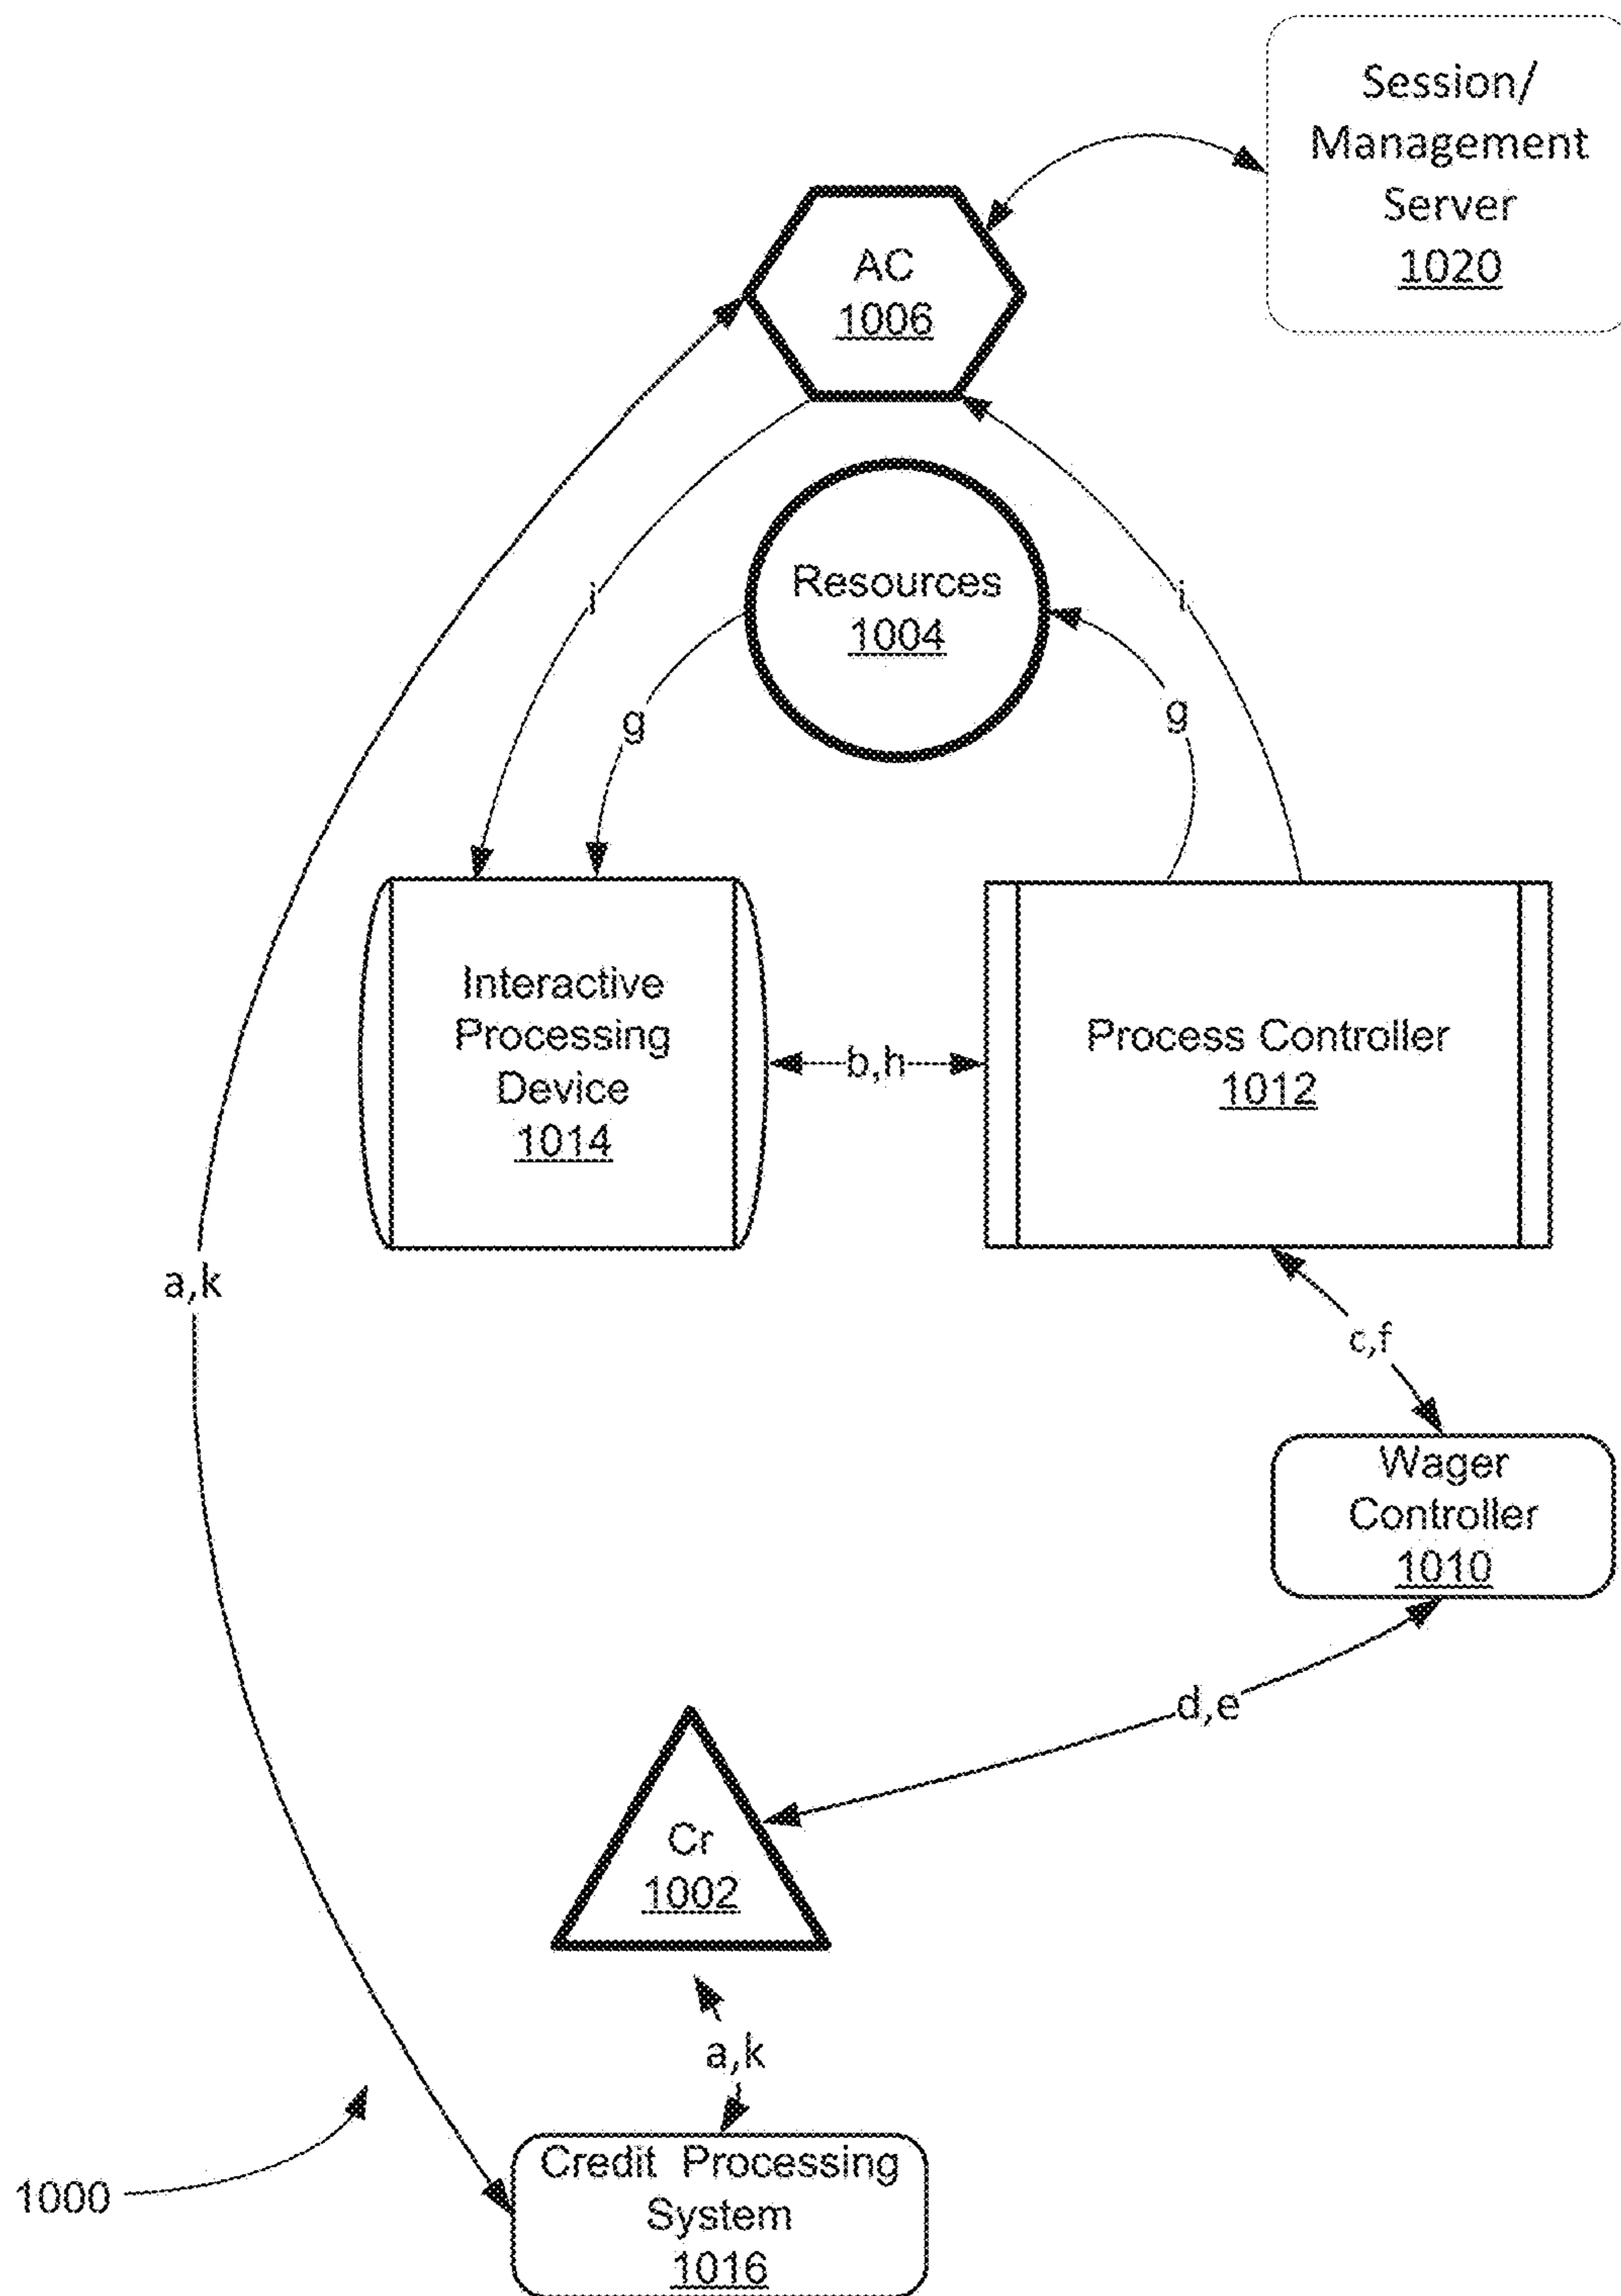 Session/
Management
Server
1020
AC
1006
Resources
1004
i
i
g
g
Interactive
Processing
Device
1014
b,h
Process Controller
1012
a,k
c,f
Wager
Controller
1010
d,e
Cr
1002
a,k
1000
Credit Processing
System
1016